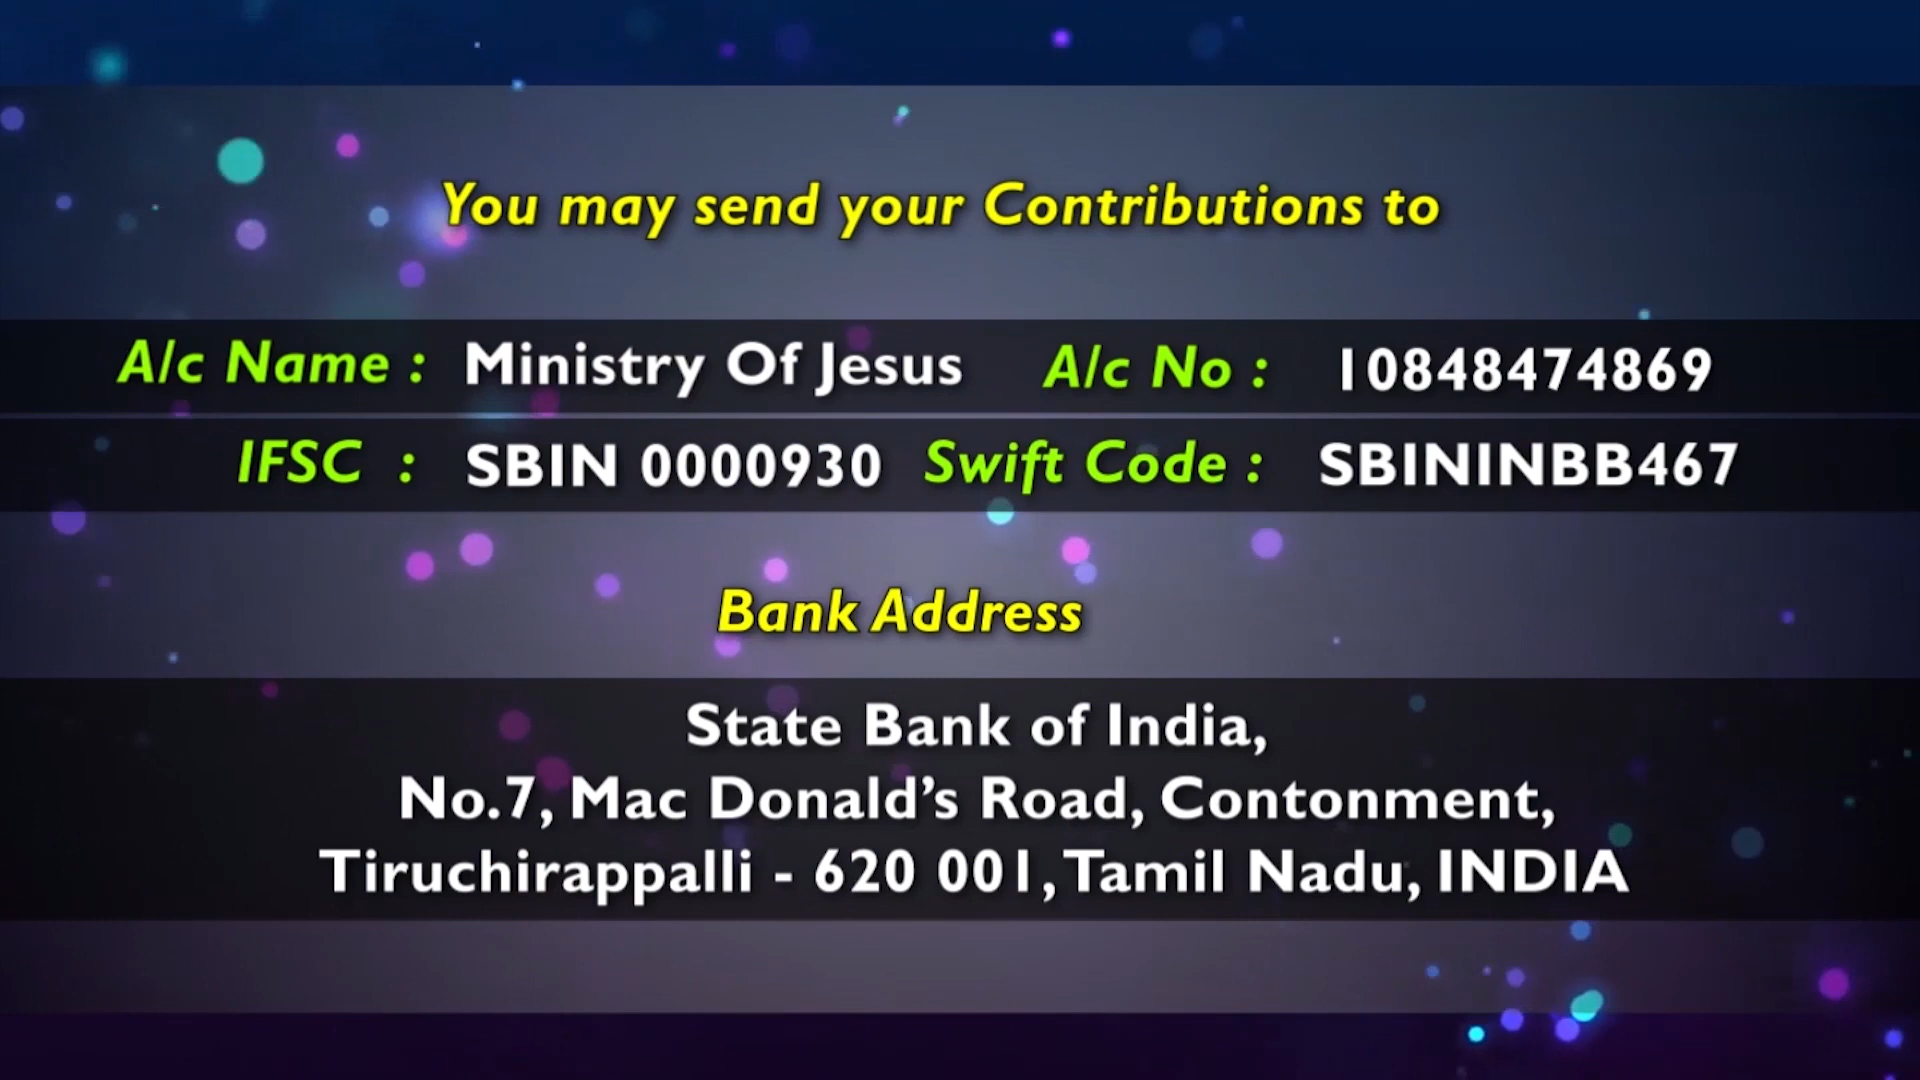 You may send your Contributions to
A/c Name : Ministry Of Jesus A/c No : 10848474869
IFSC : SBIN 0000930 Swift Code : SBININBB467
Bank Address
State Bank of India,
No.7, Mac Donald’s Road, Contonment,
Tiruchirappalli - 620 001, Tamil Nadu, INDIA